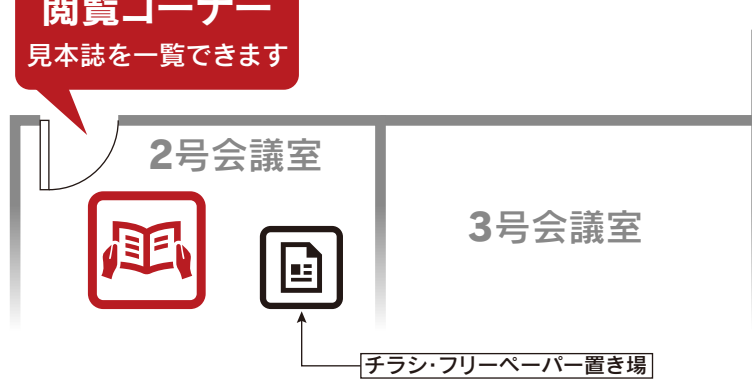 閲覧コーナー
見本誌を一覧できます
2号会議室
3号会議室
チラシ・フリーペーパー置き場